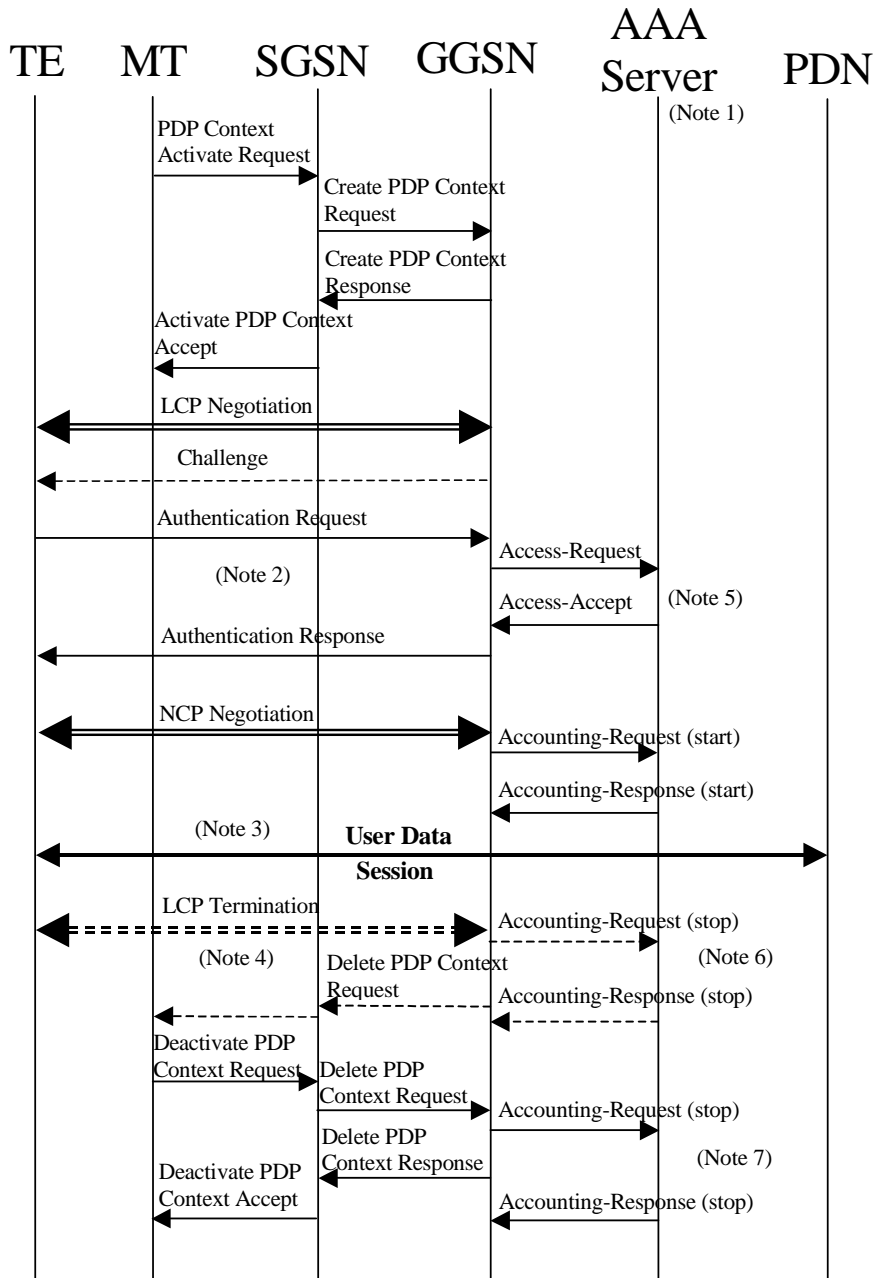 TE MT SGSN GGSN AAA Server PDN
(Note 1)
PDP Context
Activate Request
Create PDP Context
Request
Create PDP Context
Response
Activate PDP Context
Accept
LCP Negotiation
Challenge
Authentication Request
Access-Request
(Note 2)
(Note 5)
Access-Accept
Authentication Response
NCP Negotiation
Accounting-Request (start)
Accounting-Response (start)
(Note 3)
User Data
Session
LCP Termination
Accounting-Request (stop)
(Note 4)
(Note 6)
Delete PDP Context
Request
Accounting-Response (stop)
Deactivate PDP
Context Request
Delete PDP
Context Request
Accounting-Request (stop)
Delete PDP
Context Response
(Note 7)
Deactivate PDP
Context Accept
Accounting-Response (stop)